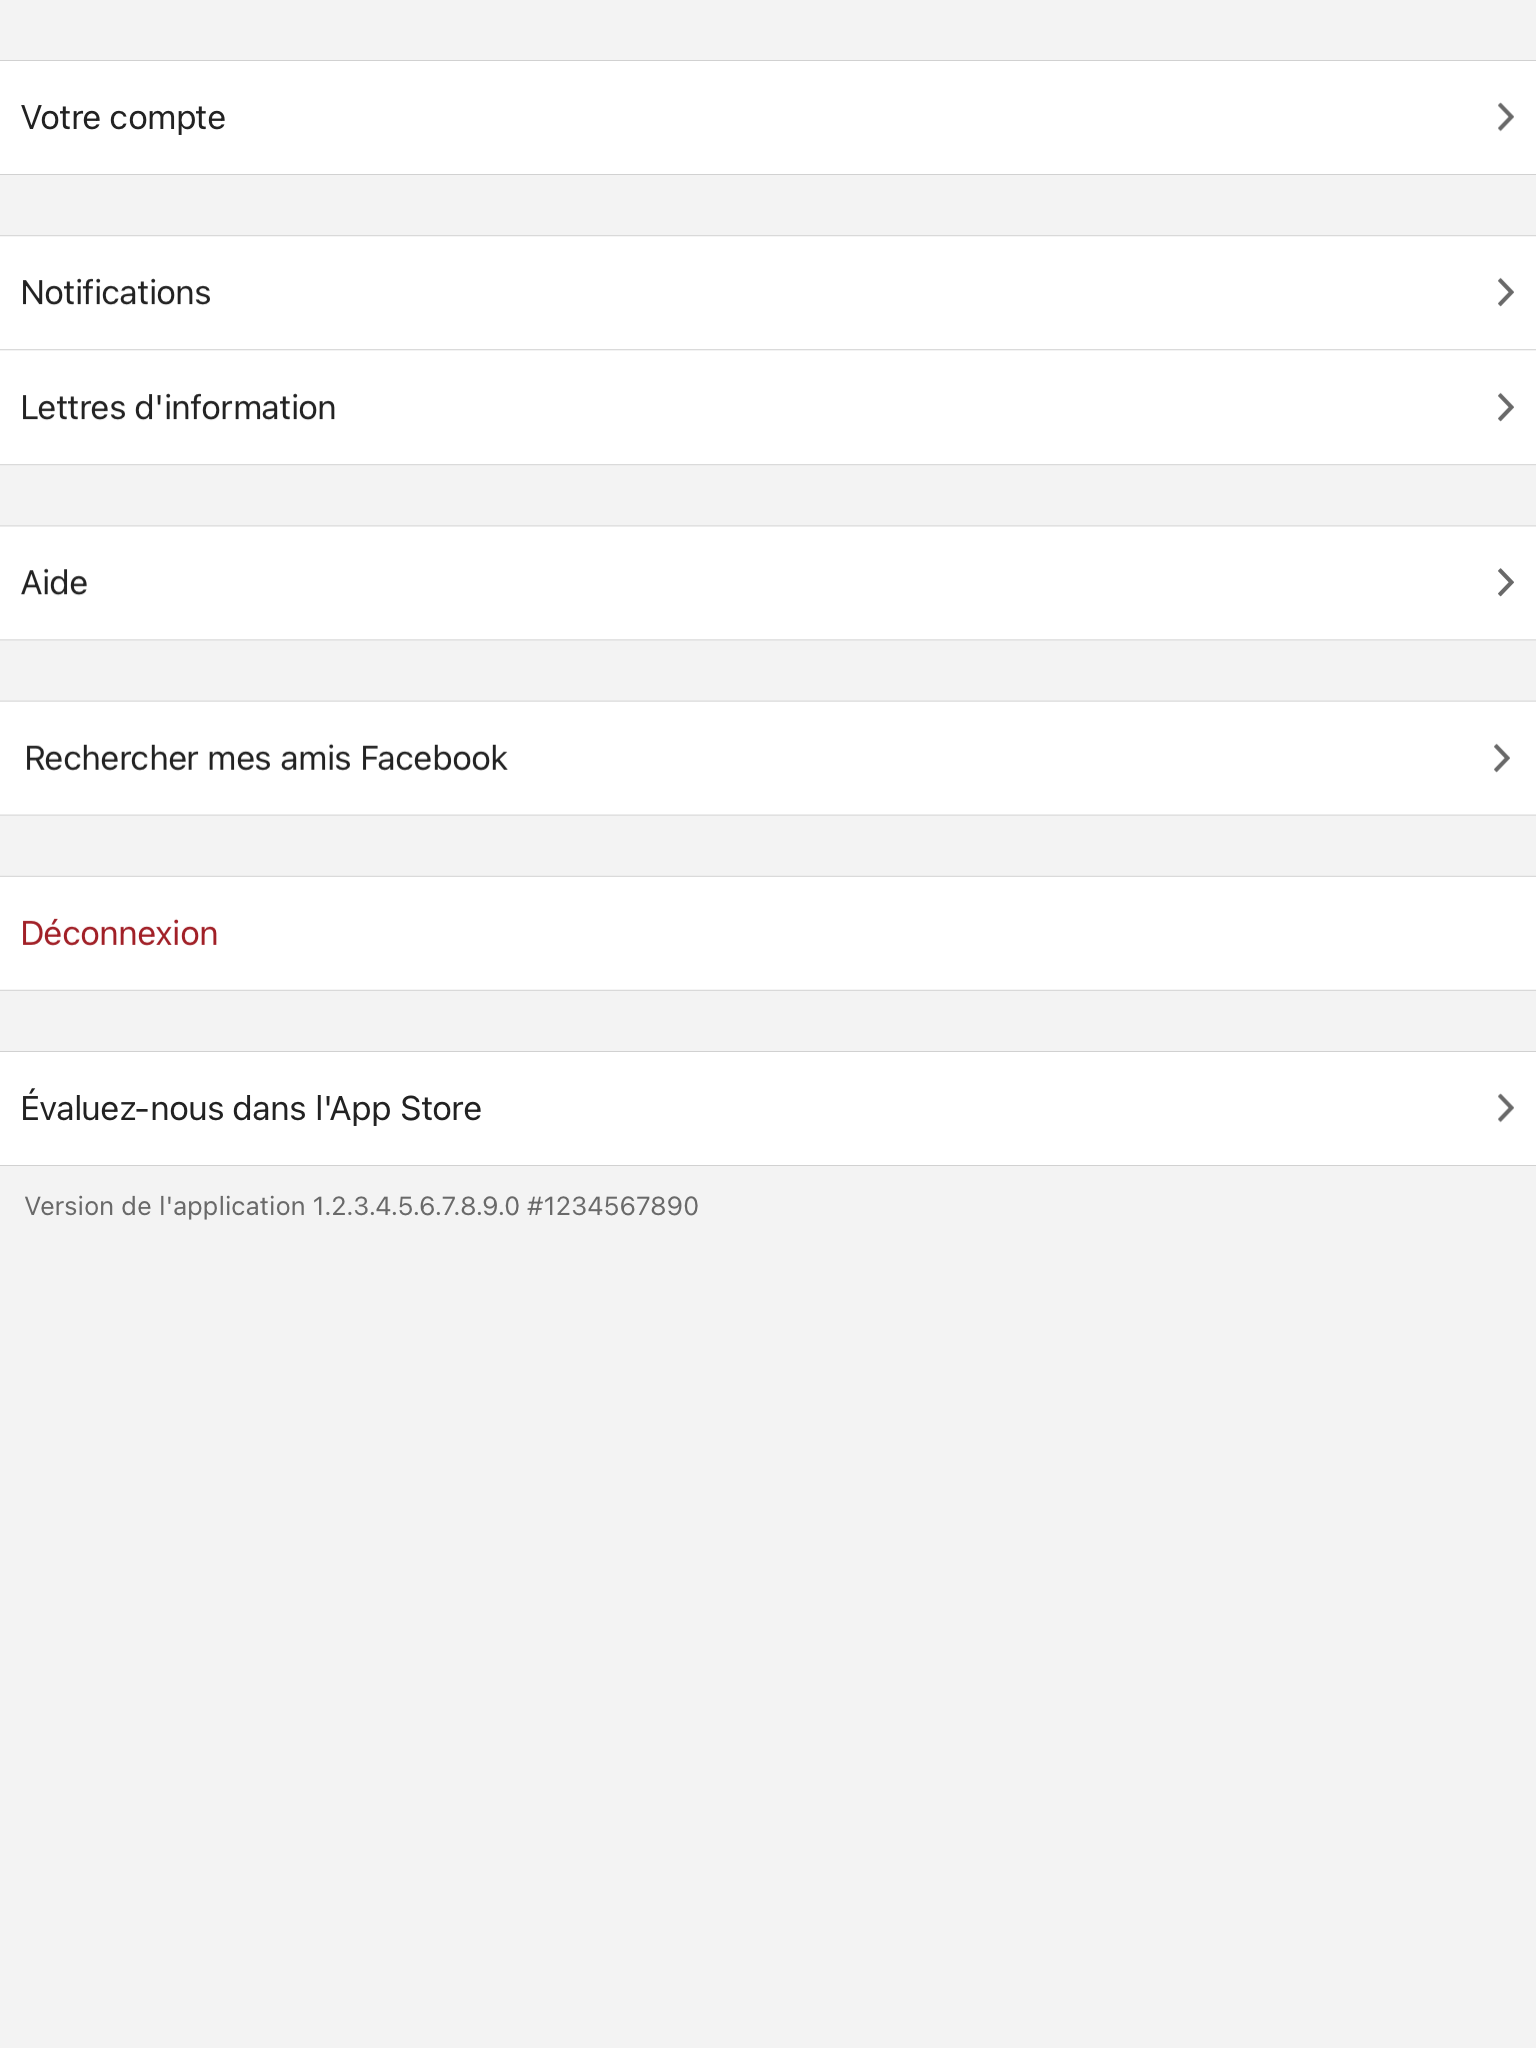 Votre compte
Notifications
Lettres d'information
Aide
Rechercher mes amis Facebook
Déconnexion
Évaluez-nous dans l'App Store
Version de l'application 1.2.3.4.5.6.7.8.9.0 #1234567890